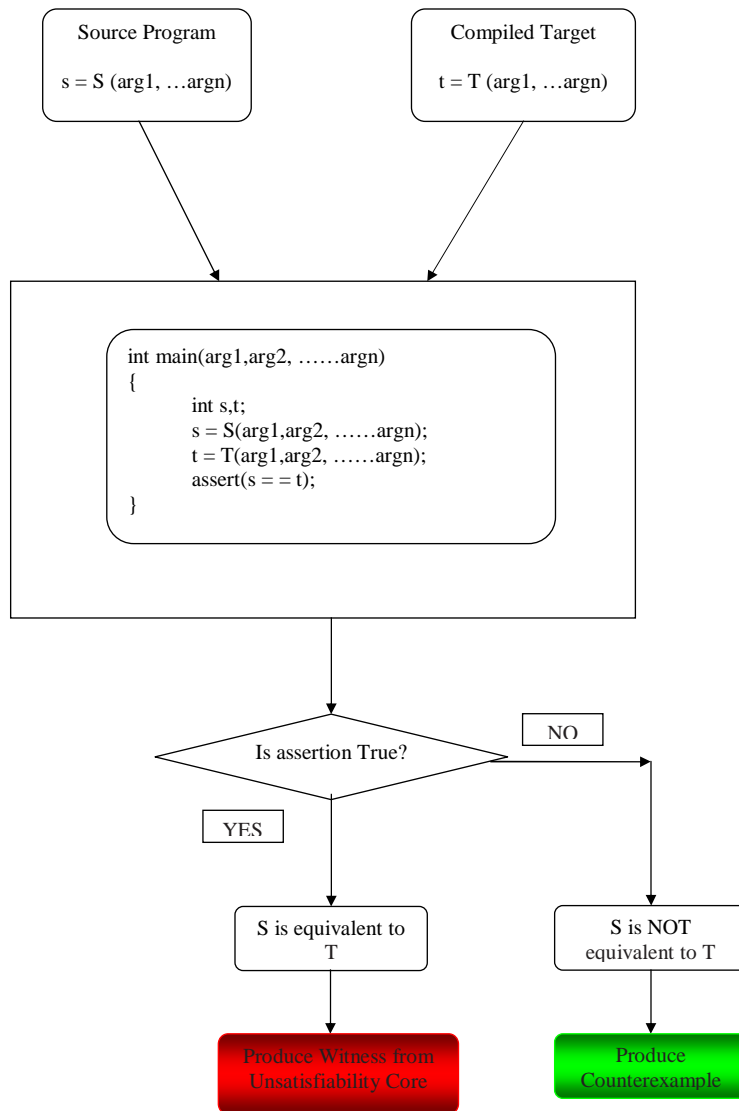 Source Program
s = S (arg1, …argn)
Compiled Target
t = T (arg1, …argn)
int main(arg1,arg2, ……argn)
{
int s,t;
s = S(arg1,arg2, ……argn);
t = T(arg1,arg2, ……argn);
assert(s = = t);
}
Is assertion True?
NO
YES
S is equivalent to
T
S is NOT
equivalent to T
Produce Witness from
Unsatisfiability Core
Produce
Counterexample